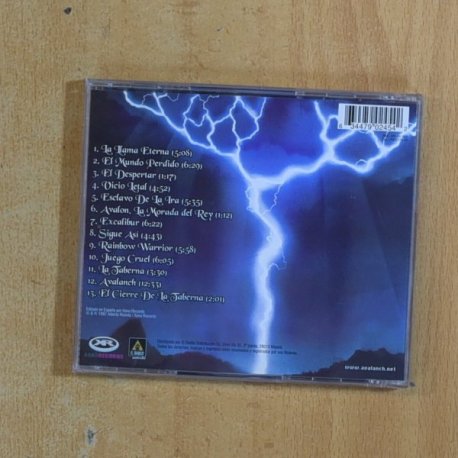 1. La Llama Eterna (5:08)
2. El Mundo Perdido (6:29)
3. El Despertar (1:17)
4. Vicio Letal (4:52)
5. Esclavo De La Ira (5:35)
6. Avalon, La Morada del Rey (1:12)
7. Excalibur (6:22)
8. Sigue Así (4:43)
9. Rainbow Warrior (5:58)
10. Juego Cruel (6:05)
11. La Taberna (3:30)
12. Avalanch (12:33)
13. El Cierre De La Taberna (2:01)
www.avalanch.net